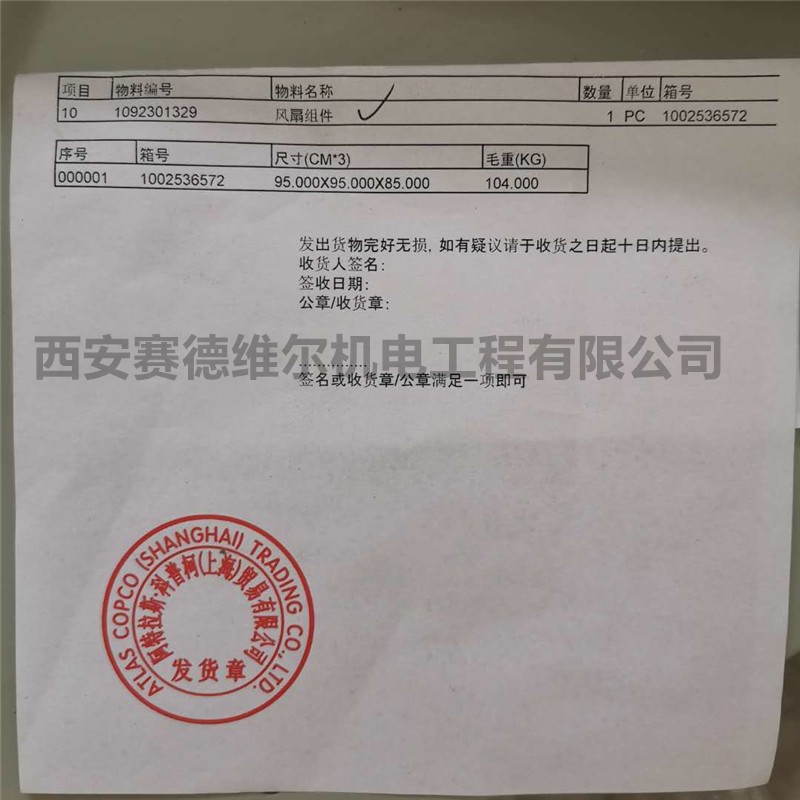 项目 物料编号 物料名称 数量 单位 箱号
10 1092301329 风扇组件 1 PC 1002536572
序号 箱号 尺寸(CM*3) 毛重(KG)
000001 1002536572 95.000X95.000X85.000 104.000
发出货物完好无损, 如有疑议请于收货之日起十日内提出。
收货人签名:
签收日期:
公章/收货章:
西安赛德维尔机电工程有限公司
................
签名或收货章/公章满足一项即可
ATLAS COPCO (SHANGHAI) TRADING CO., LTD.
阿特拉斯·科普柯(上海)贸易有限公司
发货章